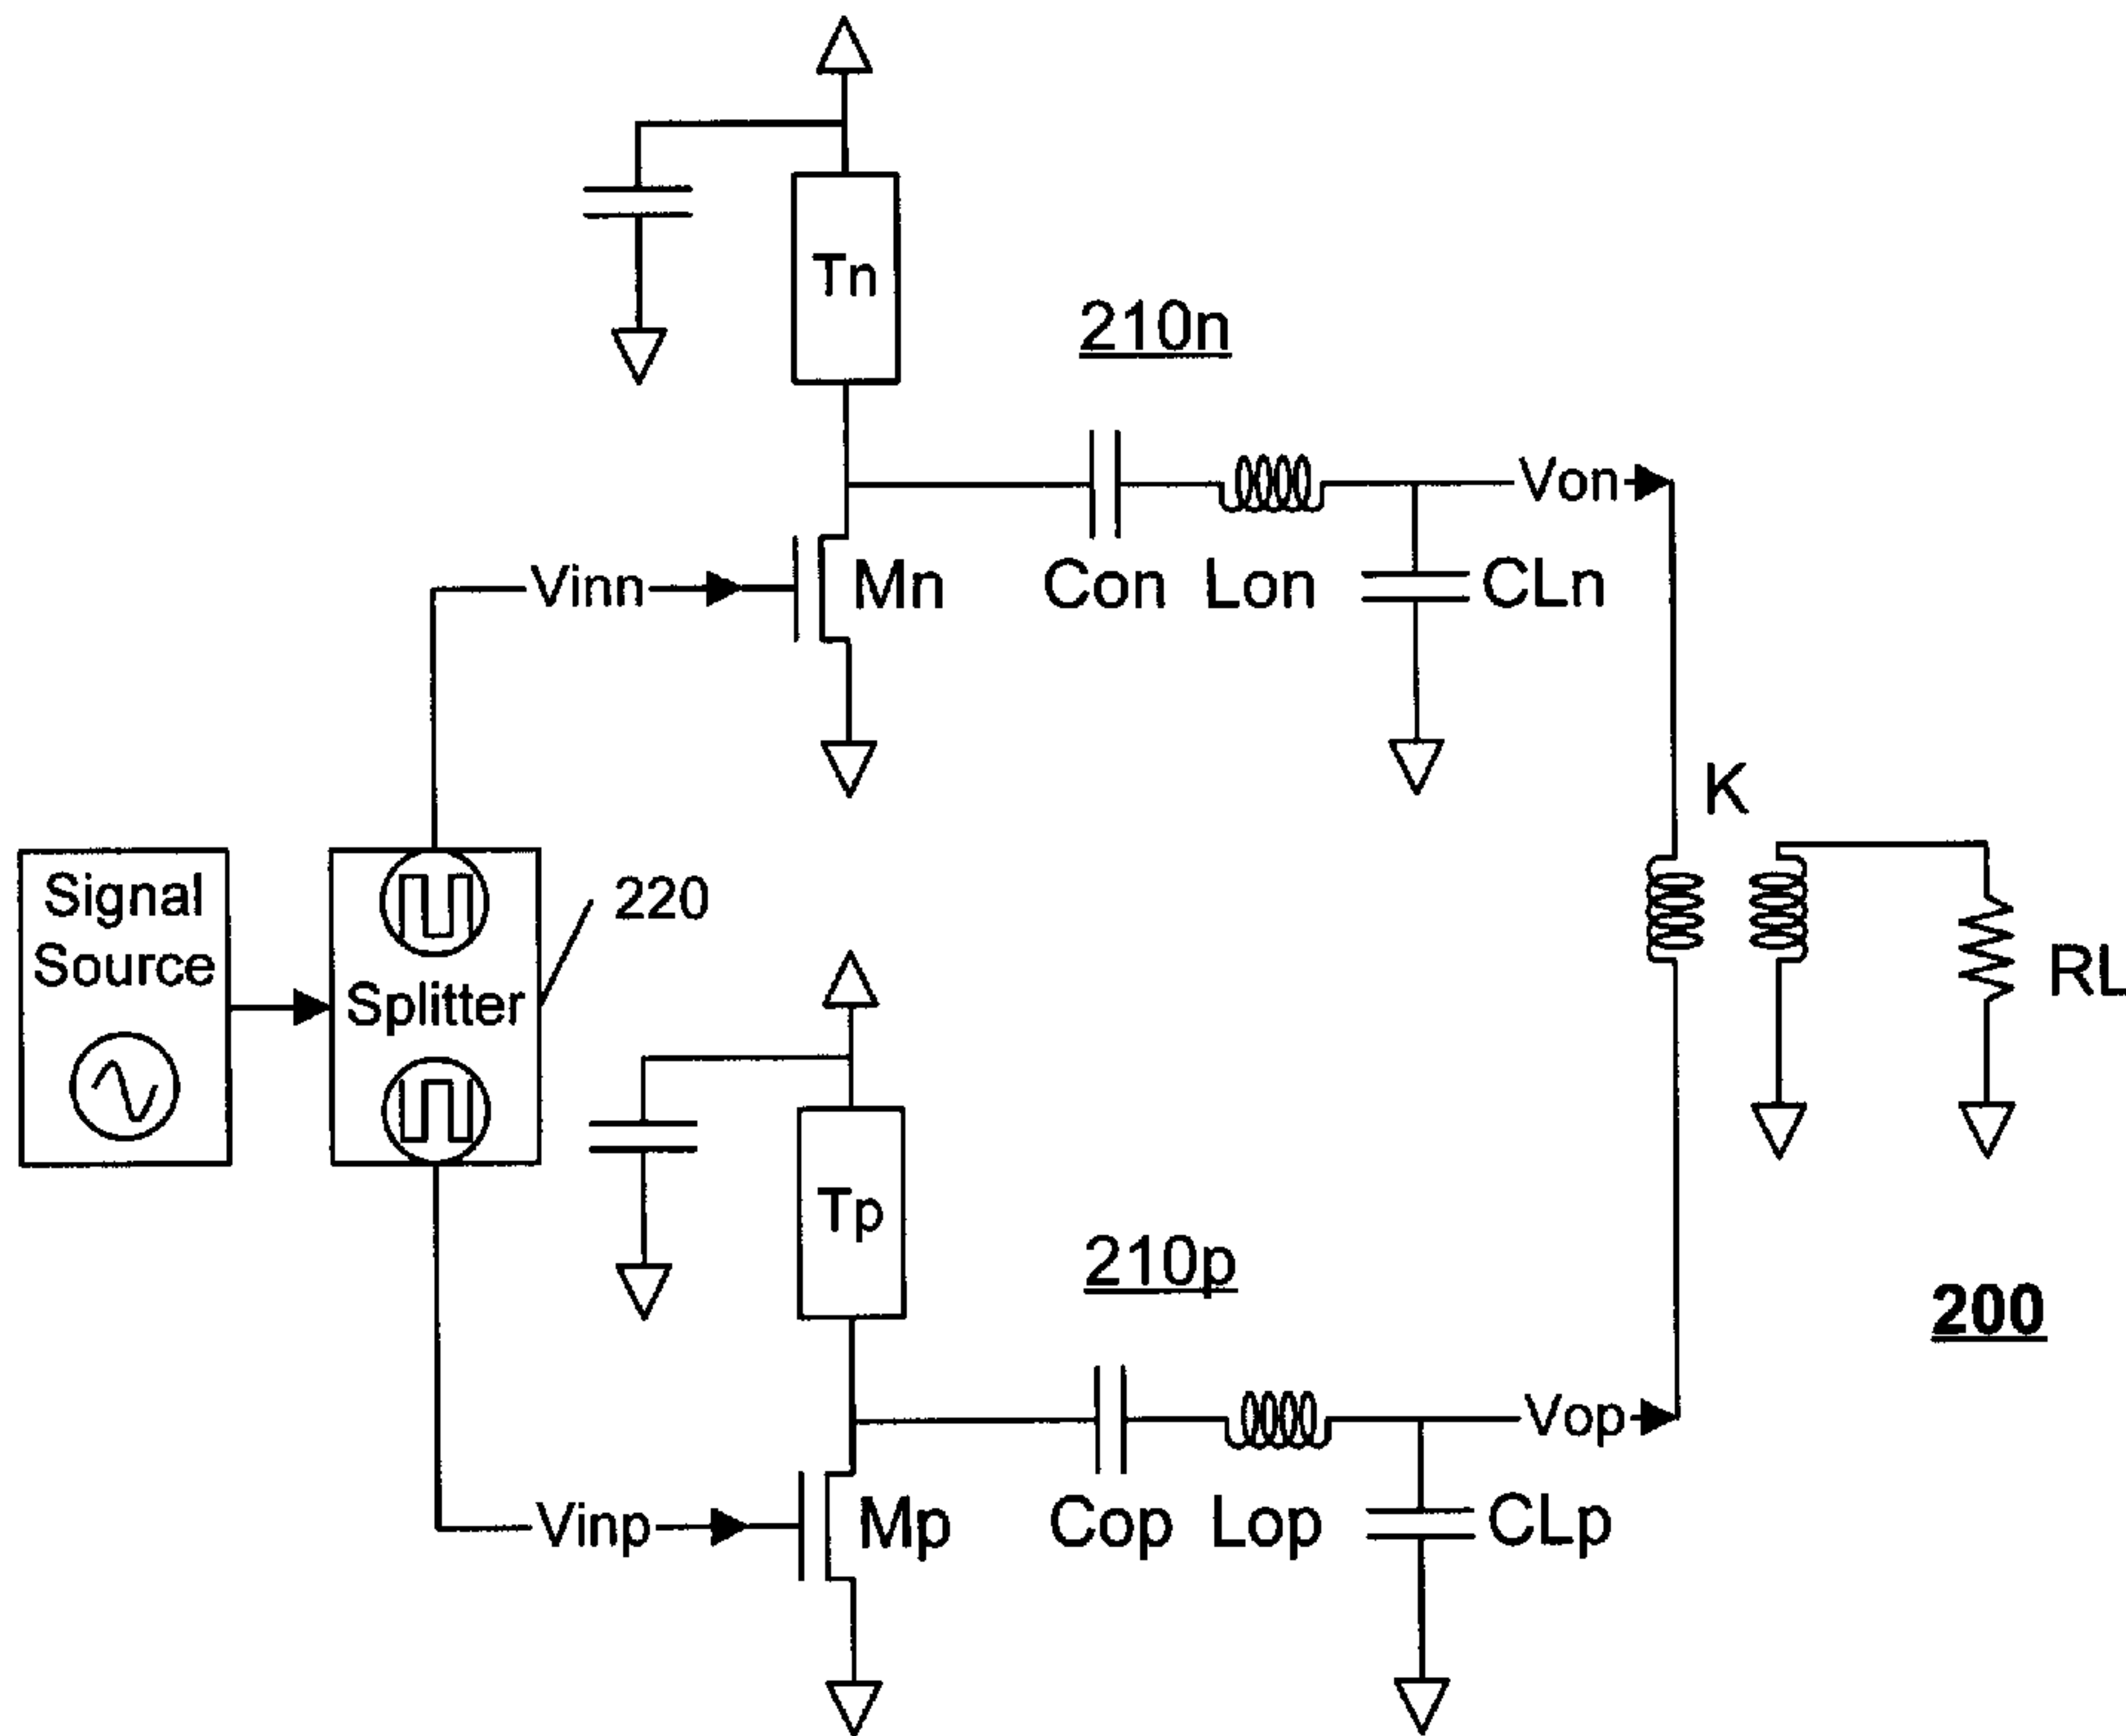 Tn
210n
Von
Vinn
Mn
Con
Lon
CLn
K
Signal
Source
220
Splitter
RL
Tp
210p
200
Vop
Vinp
Mp
Cop
Lop
CLp